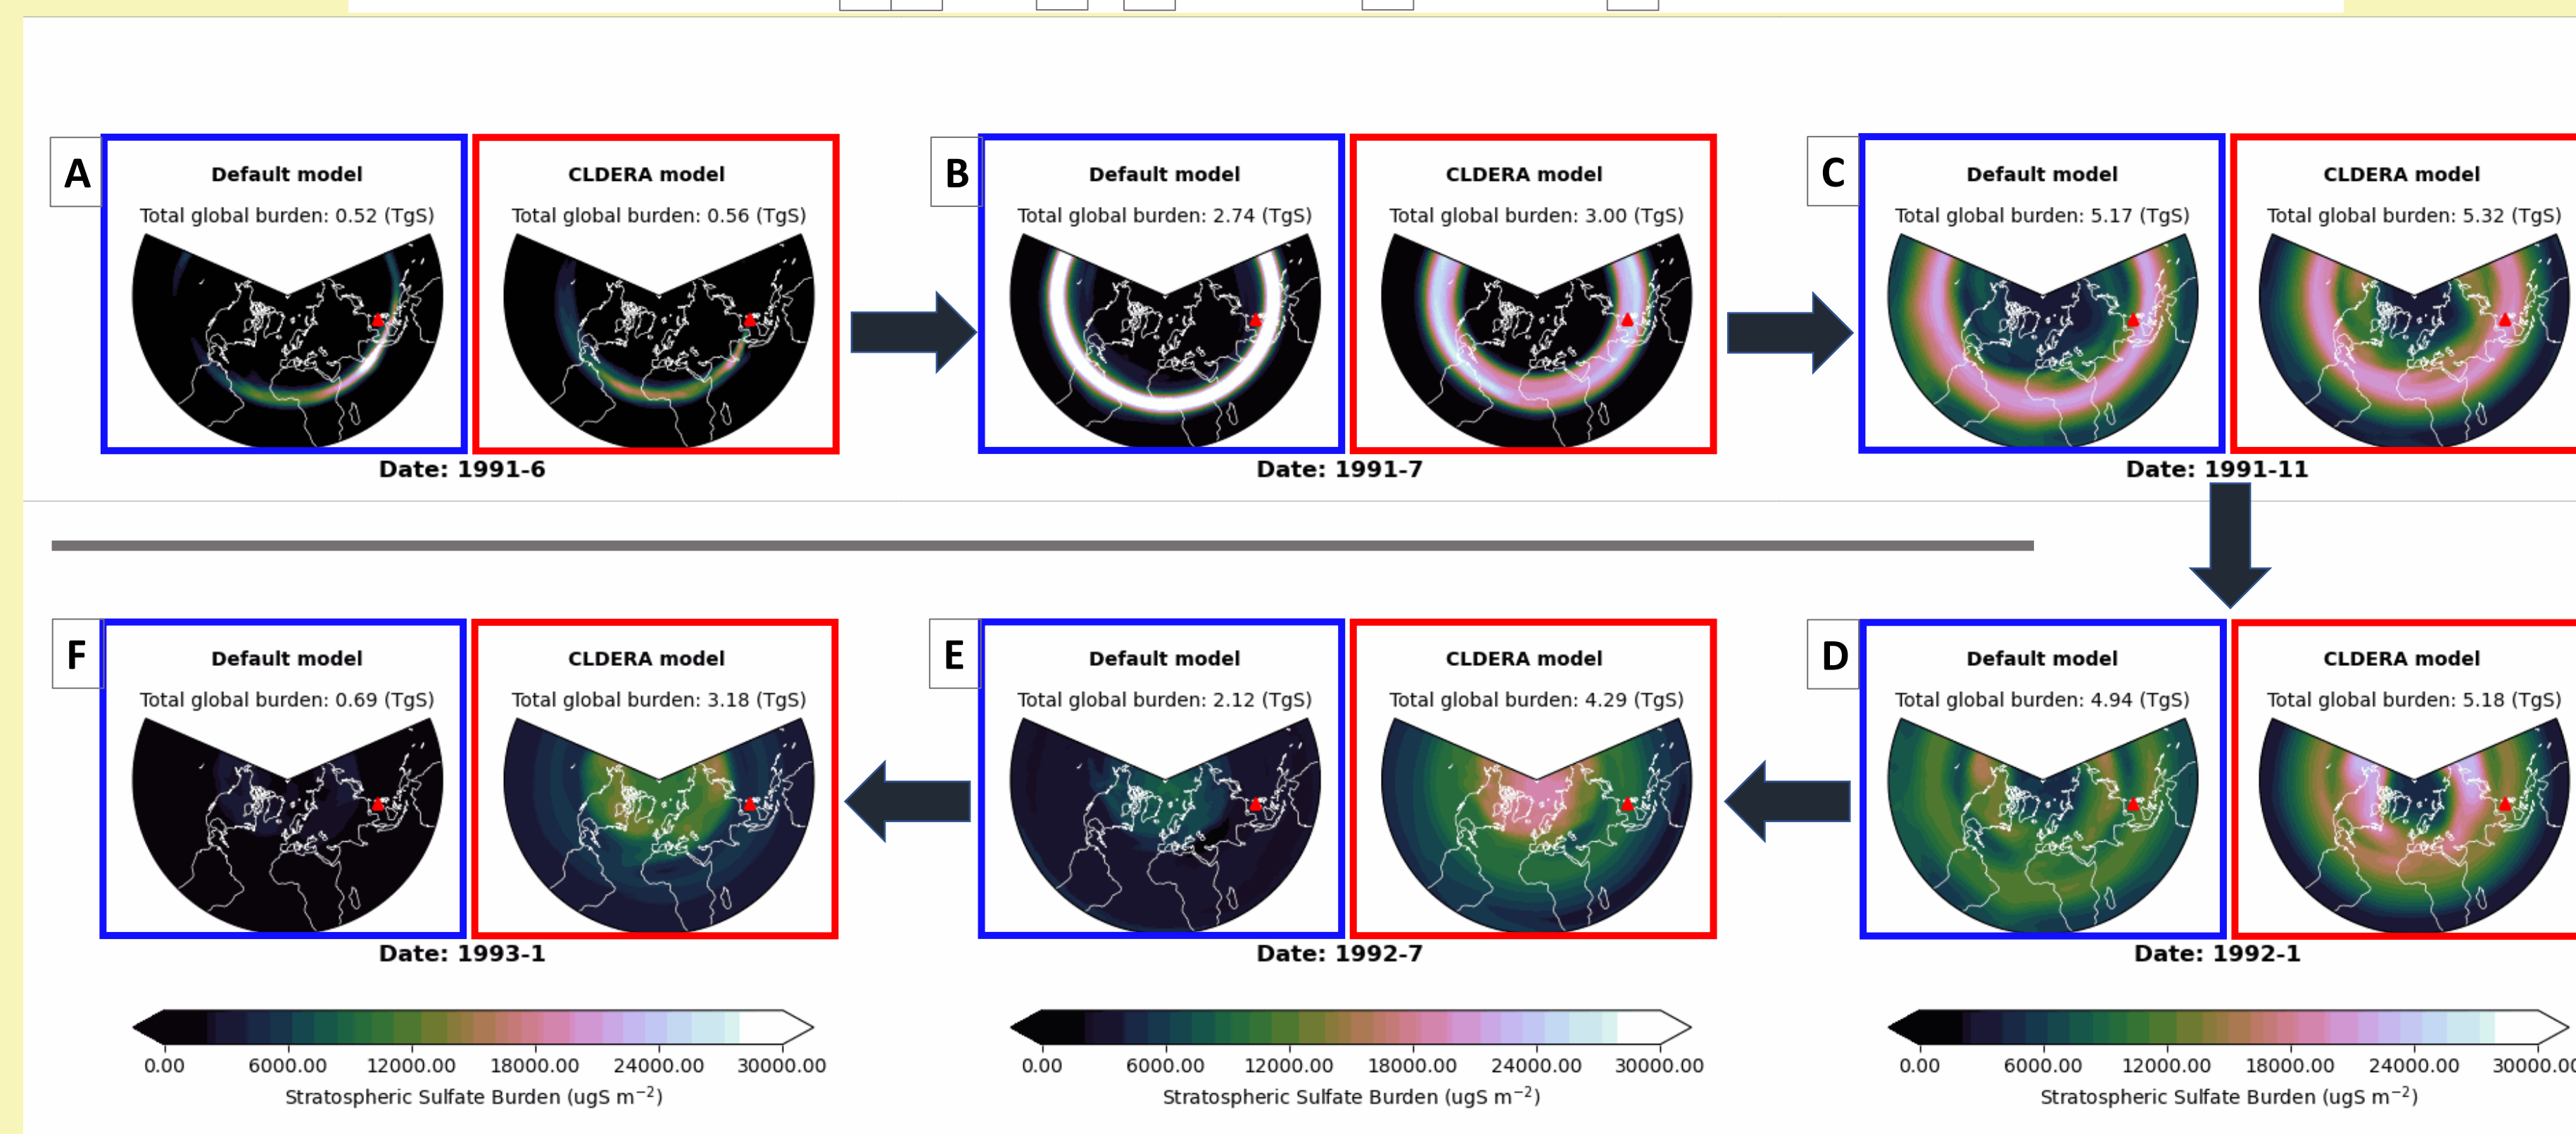 A
Default model
Total global burden: 0.52 (TgS)
CLDERA model
Total global burden: 0.56 (TgS)
Date: 1991-6
B
Default model
Total global burden: 2.74 (TgS)
CLDERA model
Total global burden: 3.00 (TgS)
Date: 1991-7
C
Default model
Total global burden: 5.17 (TgS)
CLDERA model
Total global burden: 5.32 (TgS)
Date: 1991-11
F
Default model
Total global burden: 0.69 (TgS)
CLDERA model
Total global burden: 3.18 (TgS)
Date: 1993-1
E
Default model
Total global burden: 2.12 (TgS)
CLDERA model
Total global burden: 4.29 (TgS)
Date: 1992-7
D
Default model
Total global burden: 4.94 (TgS)
CLDERA model
Total global burden: 5.18 (TgS)
Date: 1992-1
0.00 6000.00 12000.00 18000.00 24000.00 30000.00
Stratospheric Sulfate Burden (ugS m⁻²)
0.00 6000.00 12000.00 18000.00 24000.00 30000.00
Stratospheric Sulfate Burden (ugS m⁻²)
0.00 6000.00 12000.00 18000.00 24000.00 30000.00
Stratospheric Sulfate Burden (ugS m⁻²)